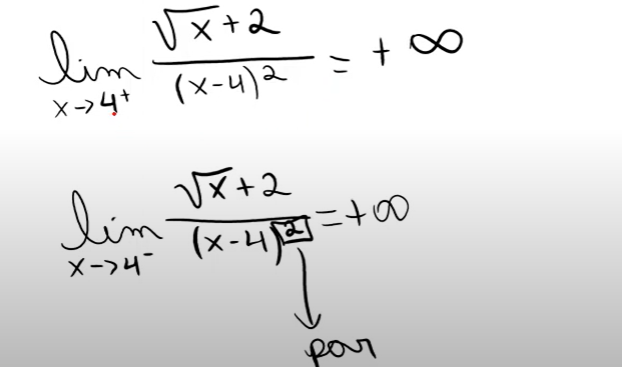 lim x→4⁺ (√x+2)/(x-4)² = +∞
lim x→4⁻ (√x+2)/(x-4)² = +∞
par